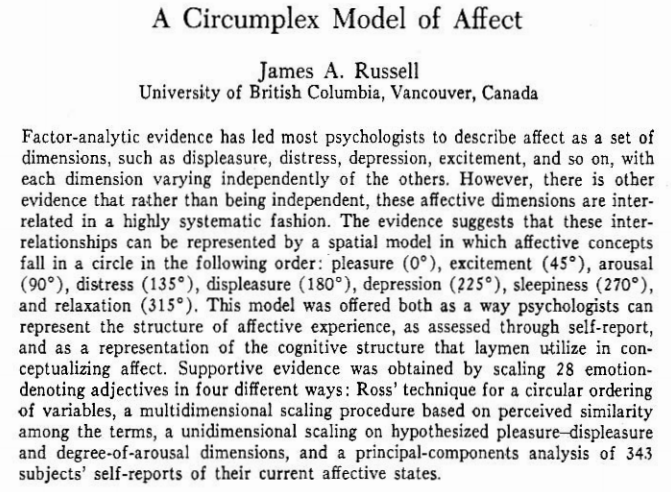 A Circumplex Model of Affect
James A. Russell
University of British Columbia, Vancouver, Canada
Factor-analytic evidence has led most psychologists to describe affect as a set of
dimensions, such as displeasure, distress, depression, excitement, and so on, with
each dimension varying independently of the others. However, there is other
evidence that rather than being independent, these affective dimensions are inter-
related in a highly systematic fashion. The evidence suggests that these inter-
relationships can be represented by a spatial model in which affective concepts
fall in a circle in the following order: pleasure (0°), excitement (45°), arousal
(90°), distress (135°), displeasure (180°), depression (225°), sleepiness (270°),
and relaxation (315°). This model was offered both as a way psychologists can
represent the structure of affective experience, as assessed through self-report,
and as a representation of the cognitive structure that laymen utilize in con-
ceptualizing affect. Supportive evidence was obtained by scaling 28 emotion-
denoting adjectives in four different ways: Ross' technique for a circular ordering
of variables, a multidimensional scaling procedure based on perceived similarity
among the terms, a unidimensional scaling on hypothesized pleasure–displeasure
and degree-of-arousal dimensions, and a principal-components analysis of 343
subjects' self-reports of their current affective states.